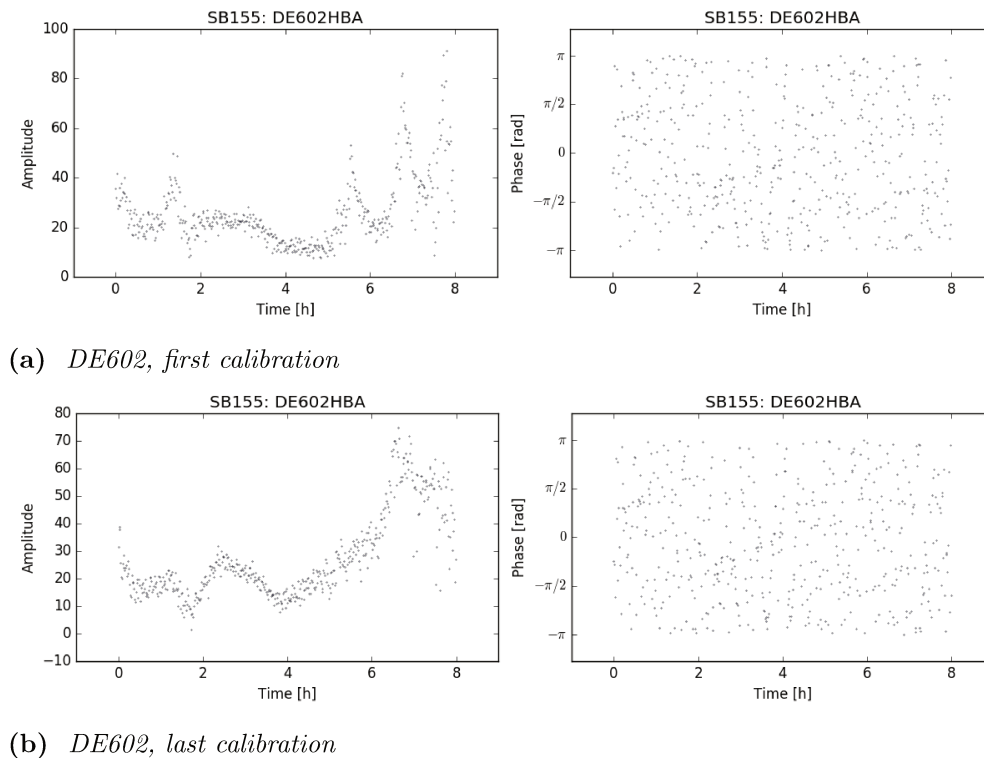 SB155: DE602HBA
SB155: DE602HBA
100
80
60
40
20
0
Amplitude
0 2 4 6 8
Time [h]
π
π/2
0
−π/2
−π
Phase [rad]
0 2 4 6 8
Time [h]
(a) DE602, first calibration
SB155: DE602HBA
SB155: DE602HBA
80
70
60
50
40
30
20
10
0
−10
Amplitude
0 2 4 6 8
Time [h]
π
π/2
0
−π/2
−π
Phase [rad]
0 2 4 6 8
Time [h]
(b) DE602, last calibration